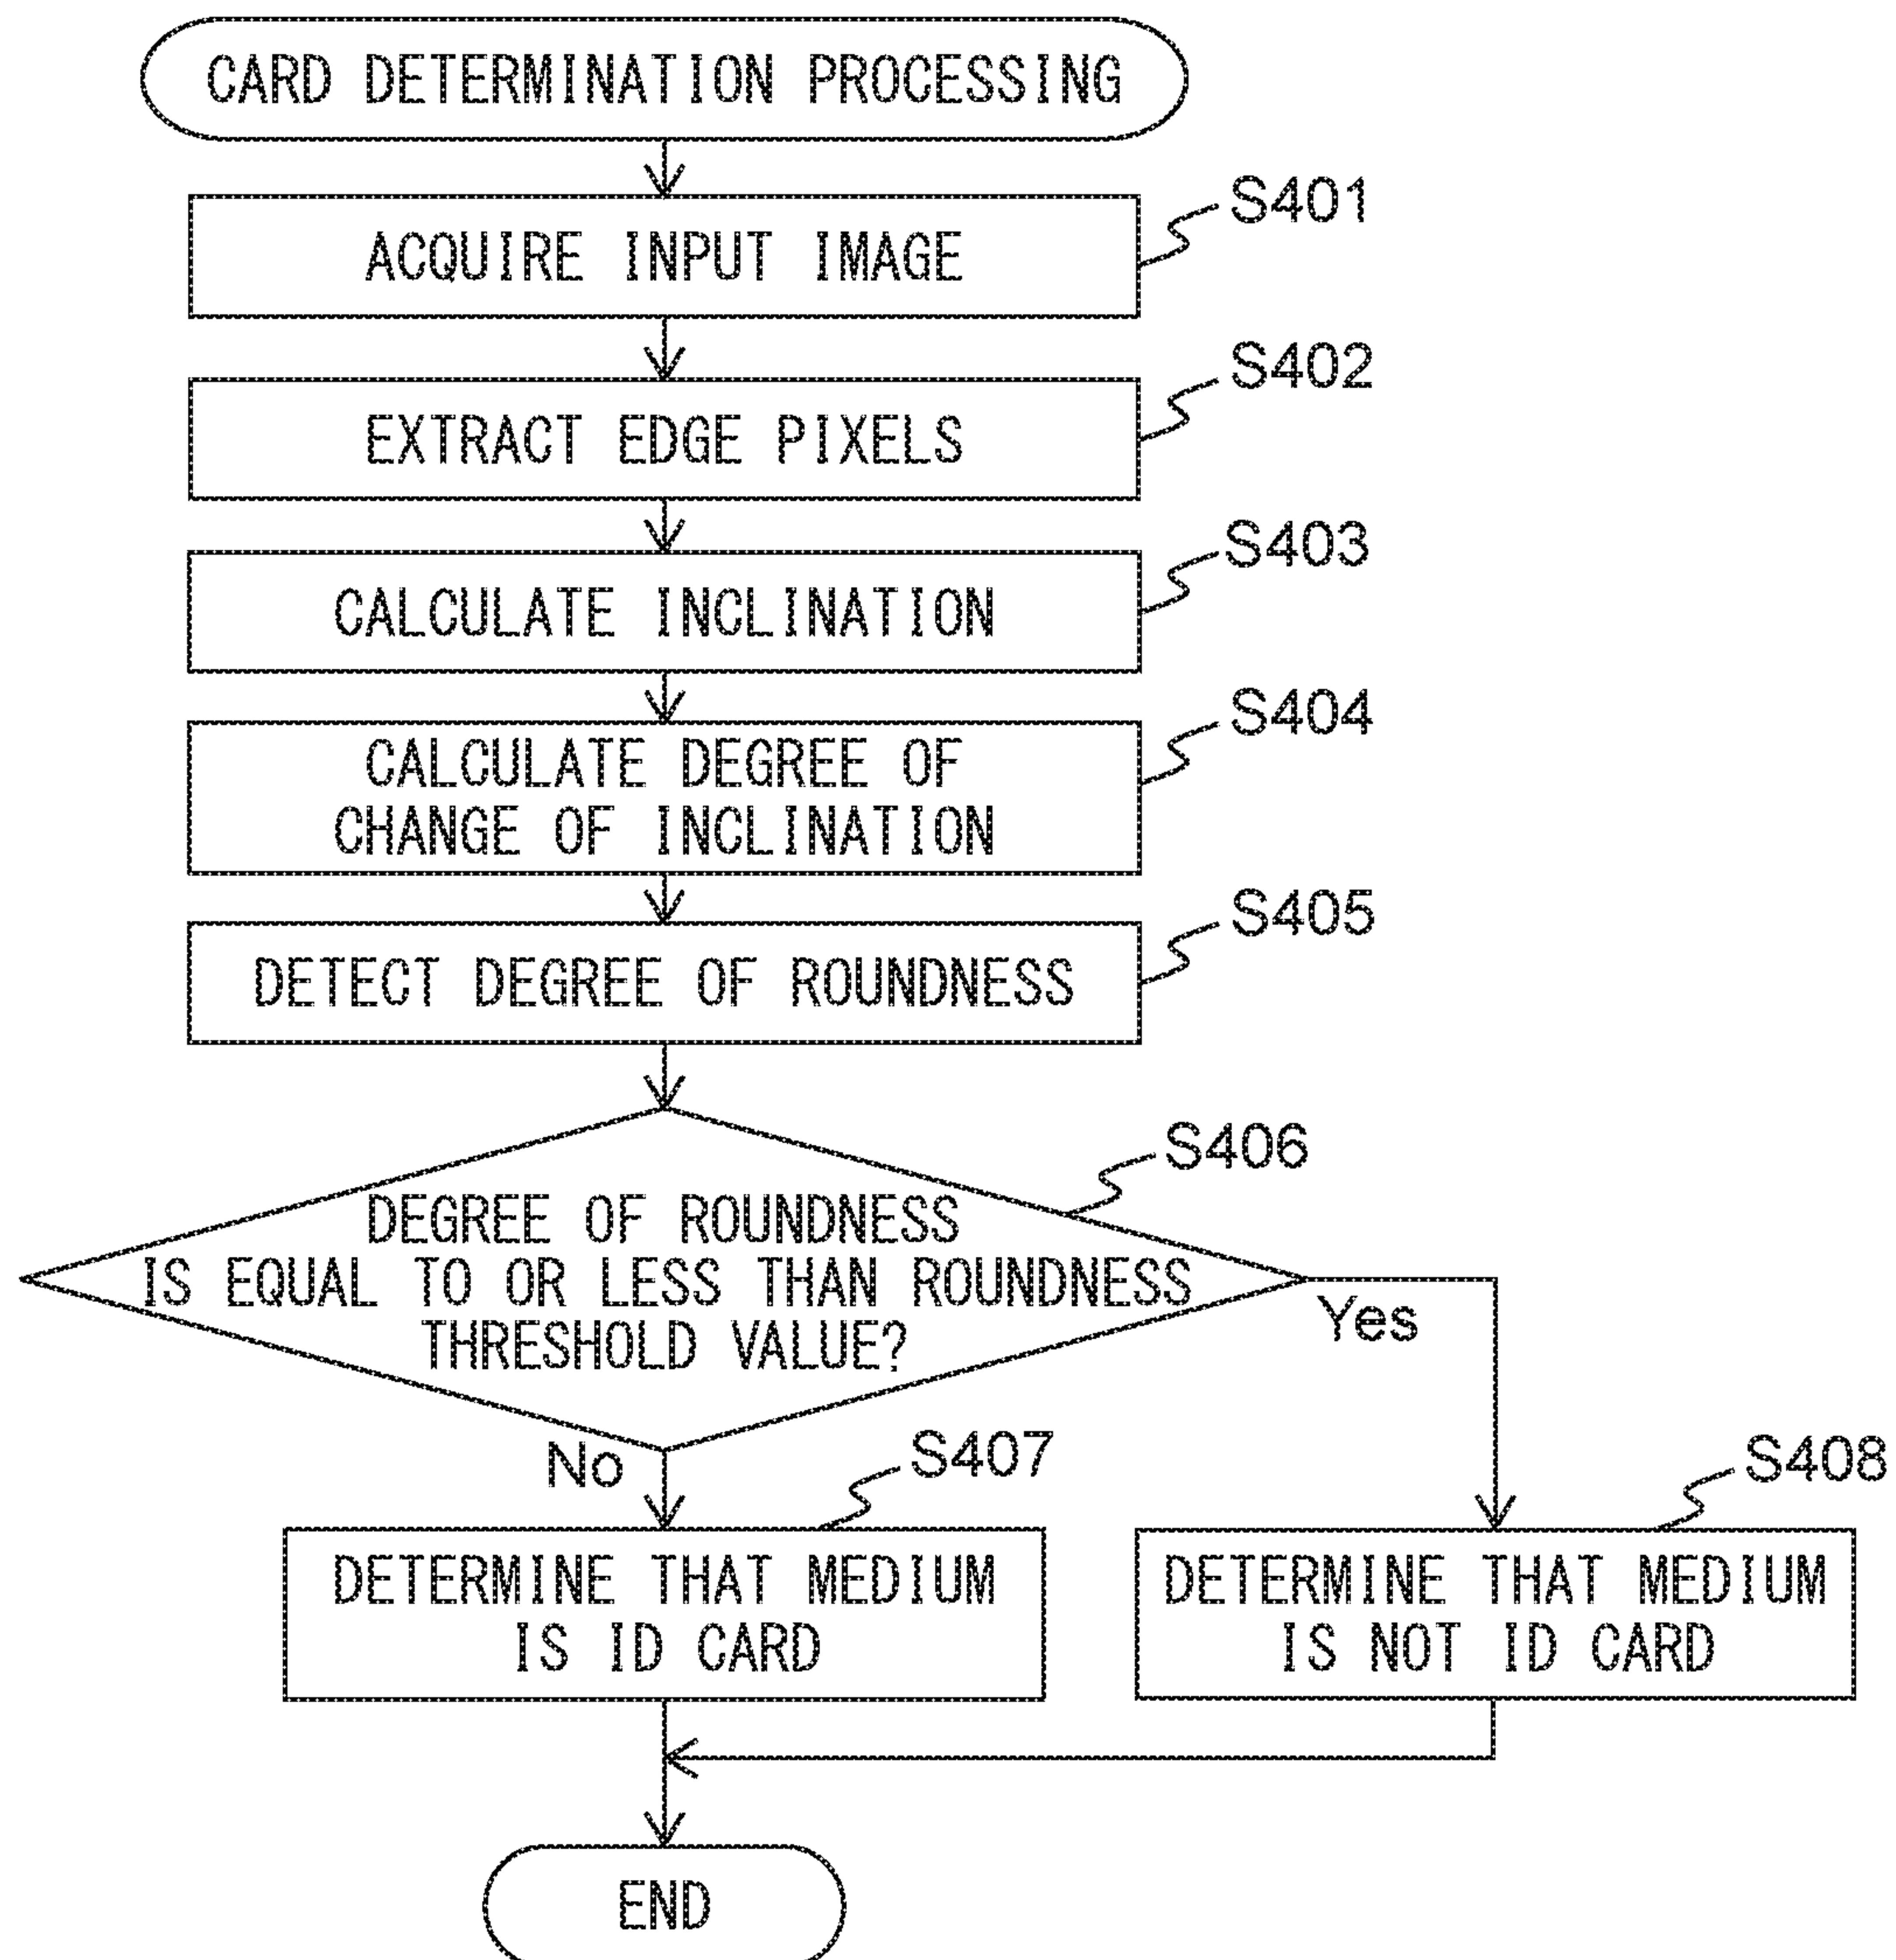 CARD DETERMINATION PROCESSING
S401
ACQUIRE INPUT IMAGE
S402
EXTRACT EDGE PIXELS
S403
CALCULATE INCLINATION
S404
CALCULATE DEGREE OF
CHANGE OF INCLINATION
S405
DETECT DEGREE OF ROUNDNESS
S406
DEGREE OF ROUNDNESS
IS EQUAL TO OR LESS THAN ROUNDNESS
THRESHOLD VALUE?
Yes
No
S407
S408
DETERMINE THAT MEDIUM
IS ID CARD
DETERMINE THAT MEDIUM
IS NOT ID CARD
END